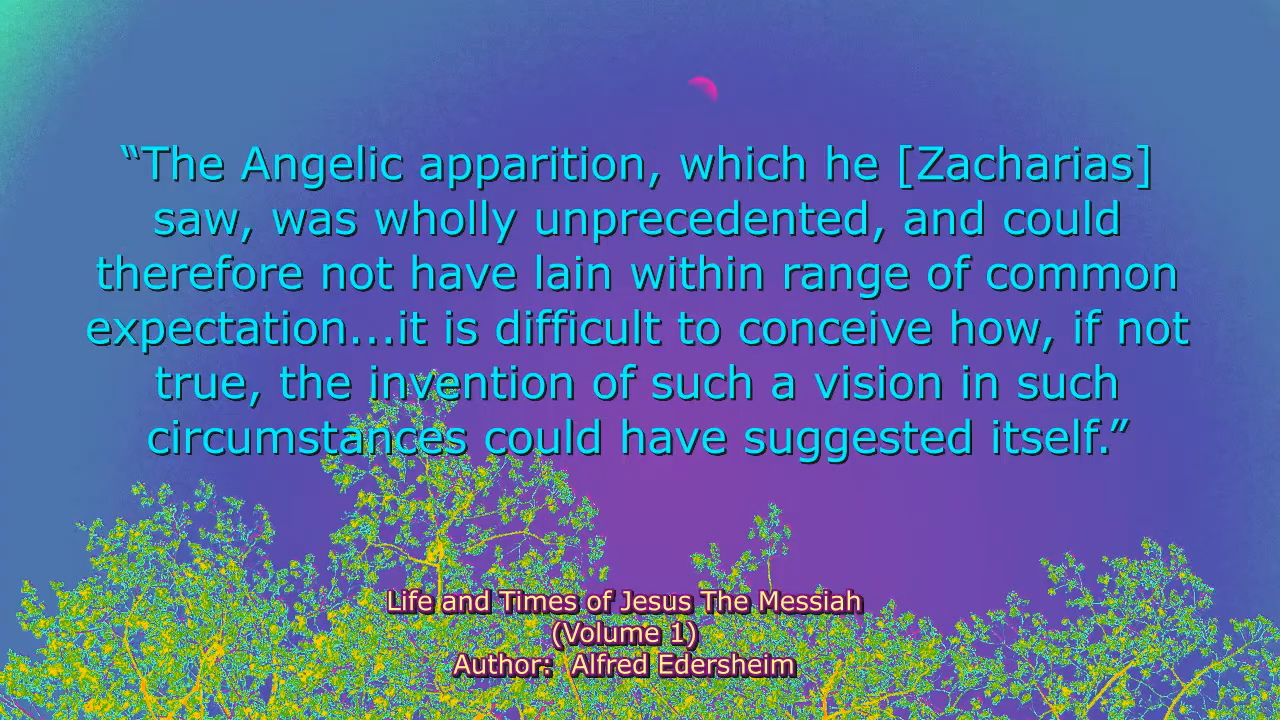 “The Angelic apparition, which he [Zacharias]
saw, was wholly unprecedented, and could
therefore not have lain within range of common
expectation...it is difficult to conceive how, if not
true, the invention of such a vision in such
circumstances could have suggested itself.”
Life and Times of Jesus The Messiah
(Volume 1)
Author:  Alfred Edersheim